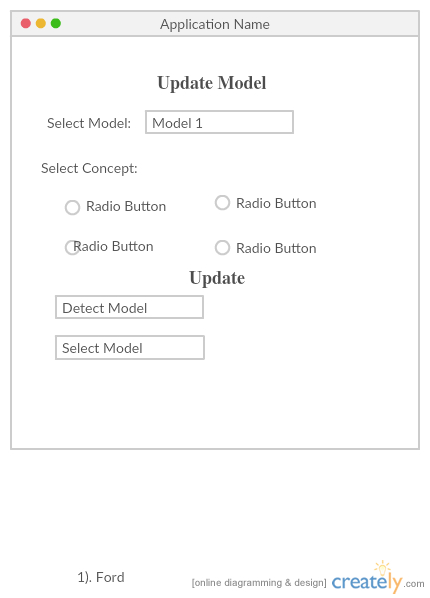 Application Name
Update Model
Select Model: Model 1
Select Concept:
Radio Button Radio Button
Radio Button Radio Button
Update
Detect Model
Select Model
1). Ford
[online diagramming & design] creately.com